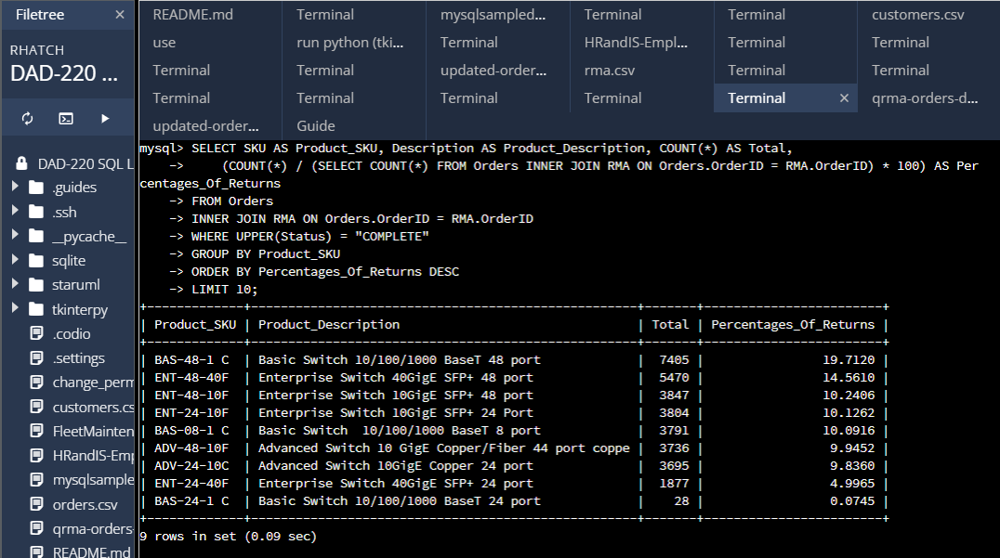 Filetree ×
RHATCH
DAD-220 ...
DAD-220 SQL L
.guides
.ssh
__pycache__
sqlite
staruml
tkinterpy
.codio
.settings
change_perm
customers.cs
FleetMainten
HRandIS-Emp
mysqlsample
orders.csv
qrma-orders-
README.md
README.md Terminal mysqlsampled... Terminal Terminal customers.csv
use run python (tki... Terminal HRandIS-Empl... Terminal Terminal
Terminal Terminal updated-order... rma.csv Terminal Terminal
Terminal Terminal Terminal Terminal Terminal × qrma-orders-d...
updated-order... Guide
mysql> SELECT SKU AS Product_SKU, Description AS Product_Description, COUNT(*) AS Total,
    ->     (COUNT(*) / (SELECT COUNT(*) FROM Orders INNER JOIN RMA ON Orders.OrderID = RMA.OrderID) * 100) AS Per
centages_Of_Returns
    -> FROM Orders
    -> INNER JOIN RMA ON Orders.OrderID = RMA.OrderID
    -> WHERE UPPER(Status) = "COMPLETE"
    -> GROUP BY Product_SKU
    -> ORDER BY Percentages_Of_Returns DESC
    -> LIMIT 10;
+-------------+----------------------------------------------------+-------+------------------------+
| Product_SKU | Product_Description                                | Total | Percentages_Of_Returns |
+-------------+----------------------------------------------------+-------+------------------------+
| BAS-48-1 C  | Basic Switch 10/100/1000 BaseT 48 port             |  7405 |                19.7120 |
| ENT-48-40F  | Enterprise Switch 40GigE SFP+ 48 port              |  5470 |                14.5610 |
| ENT-48-10F  | Enterprise Switch 10GigE SFP+ 48 port              |  3847 |                10.2406 |
| ENT-24-10F  | Enterprise Switch 10GigE SFP+ 24 Port              |  3804 |                10.1262 |
| BAS-08-1 C  | Basic Switch  10/100/1000 BaseT 8 port             |  3791 |                10.0916 |
| ADV-48-10F  | Advanced Switch 10 GigE Copper/Fiber 44 port coppe |  3736 |                 9.9452 |
| ADV-24-10C  | Advanced Switch 10GigE Copper 24 port              |  3695 |                 9.8360 |
| ENT-24-40F  | Enterprise Switch 40GigE SFP+ 24 port              |  1877 |                 4.9965 |
| BAS-24-1 C  | Basic Switch 10/100/1000 BaseT 24 port             |    28 |                 0.0745 |
+-------------+----------------------------------------------------+-------+------------------------+
9 rows in set (0.09 sec)